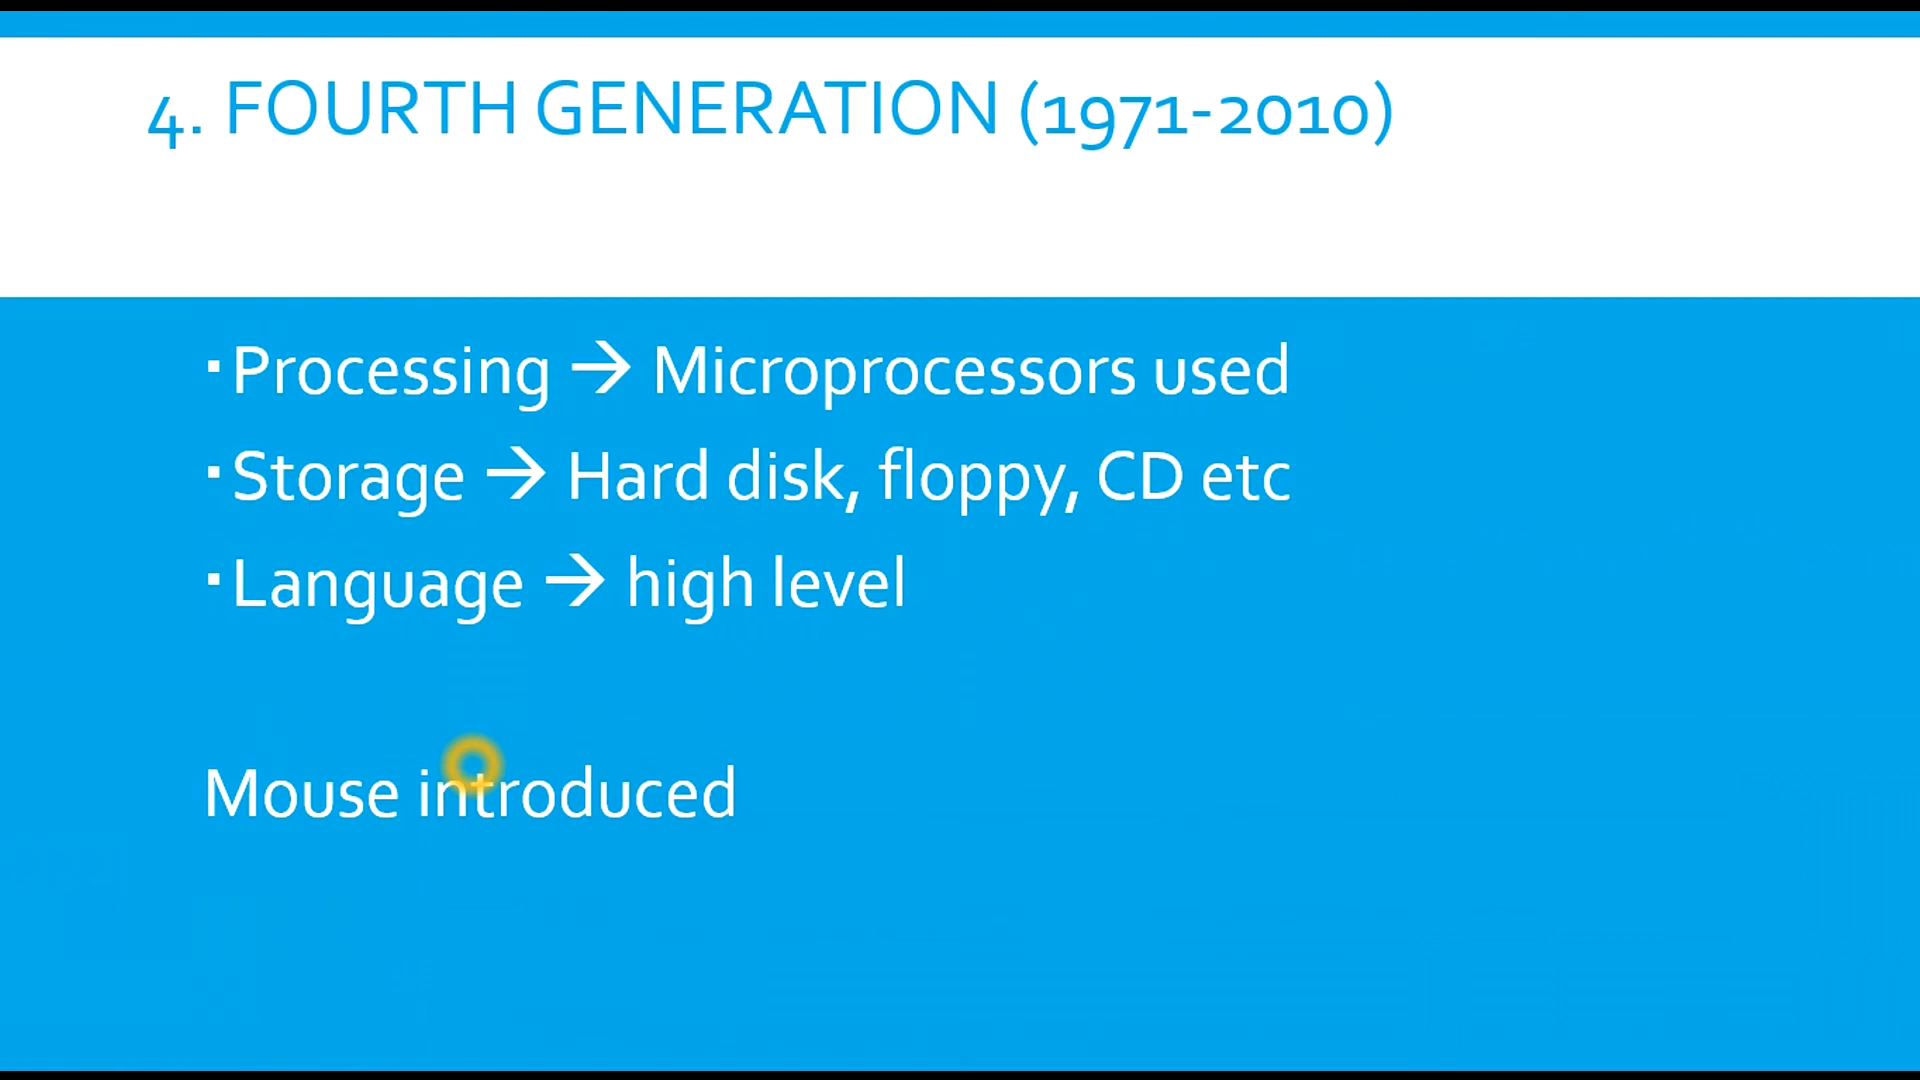 4. FOURTH GENERATION (1971-2010)
▪ Processing → Microprocessors used
▪ Storage → Hard disk, floppy, CD etc
▪ Language → high level
Mouse introduced